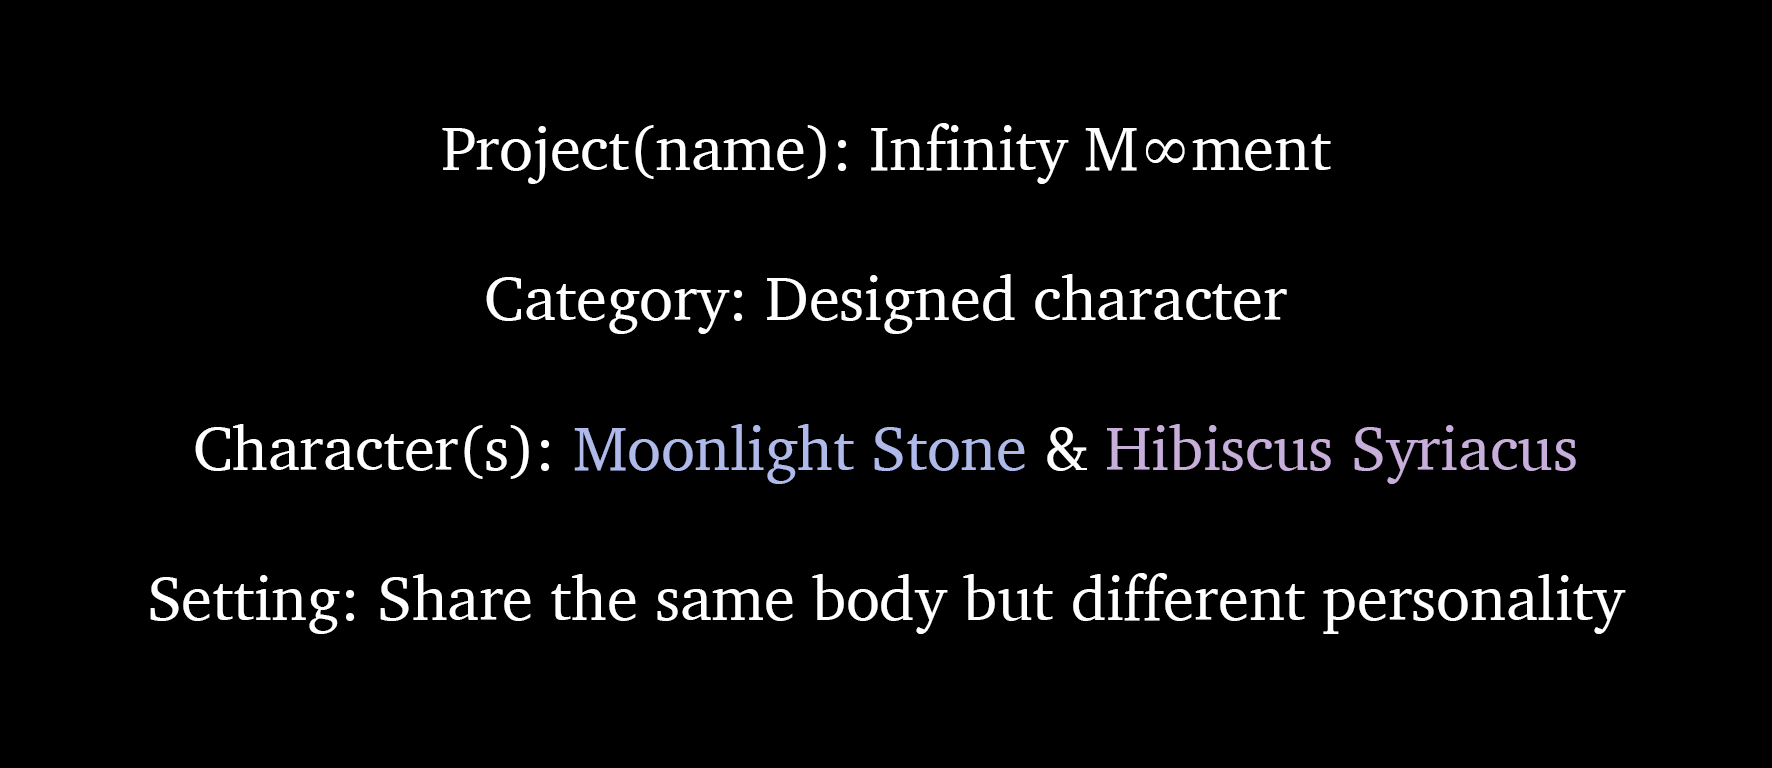 Project(name): Infinity M∞ment
Category: Designed character
Character(s): Moonlight Stone & Hibiscus Syriacus
Setting: Share the same body but different personality